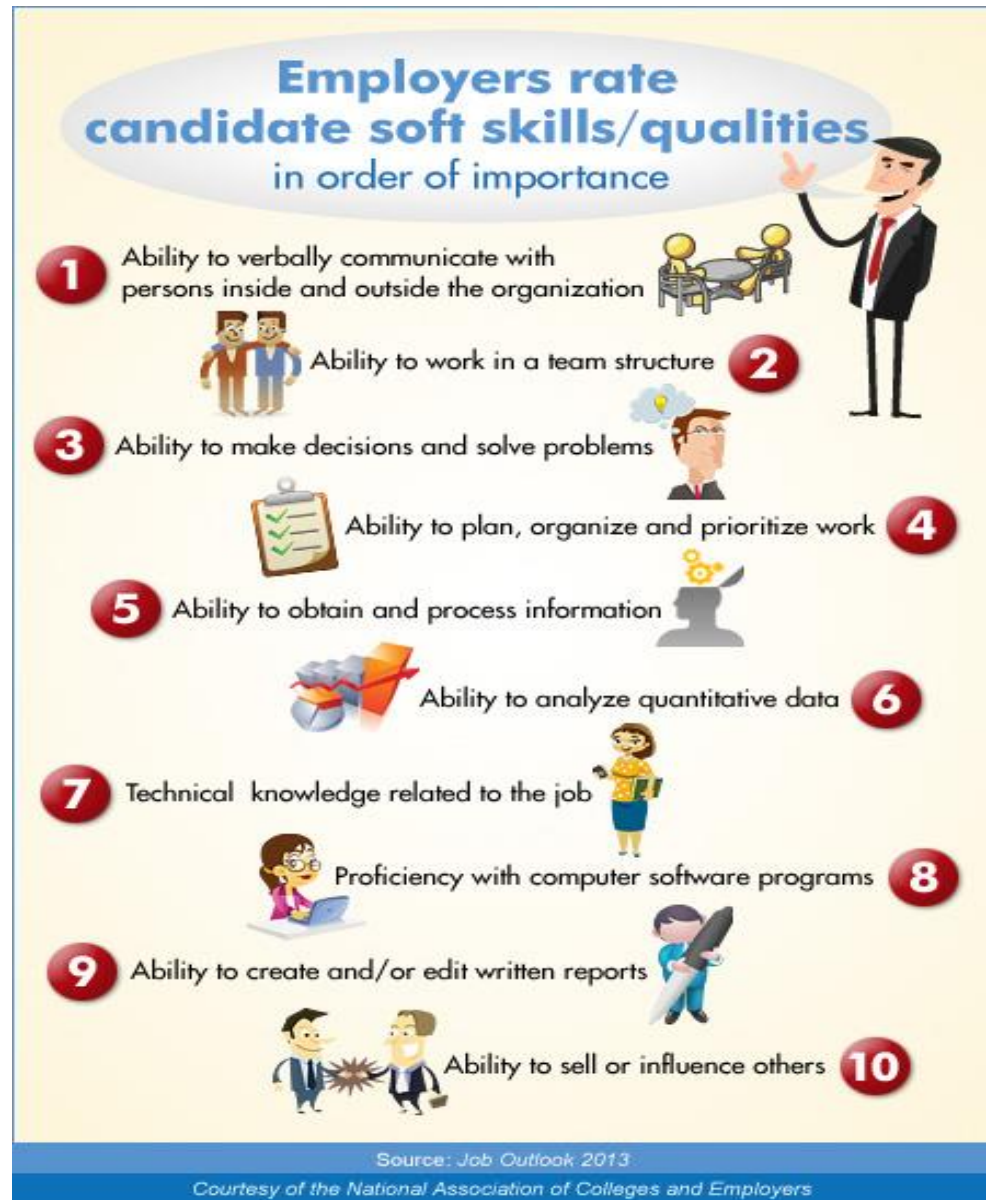 Employers rate
candidate soft skills/qualities
in order of importance
1 Ability to verbally communicate with
persons inside and outside the organization
Ability to work in a team structure 2
3 Ability to make decisions and solve problems
Ability to plan, organize and prioritize work 4
5 Ability to obtain and process information
Ability to analyze quantitative data 6
7 Technical knowledge related to the job
Proficiency with computer software programs 8
9 Ability to create and/or edit written reports
Ability to sell or influence others 10
Source: Job Outlook 2013
Courtesy of the National Association of Colleges and Employers